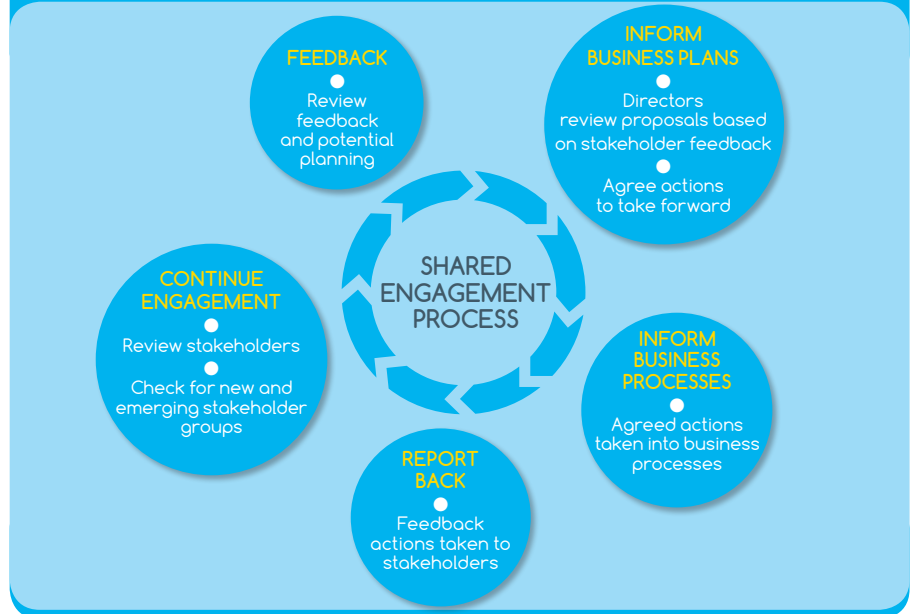 FEEDBACK
Review
feedback
and potential
planning
INFORM
BUSINESS PLANS
Directors
review proposals based
on stakeholder feedback
Agree actions
to take forward
SHARED
ENGAGEMENT
PROCESS
CONTINUE
ENGAGEMENT
Review stakeholders
Check for new and
emerging stakeholder
groups
INFORM
BUSINESS
PROCESSES
Agreed actions
taken into business
processes
REPORT
BACK
Feedback
actions taken to
stakeholders